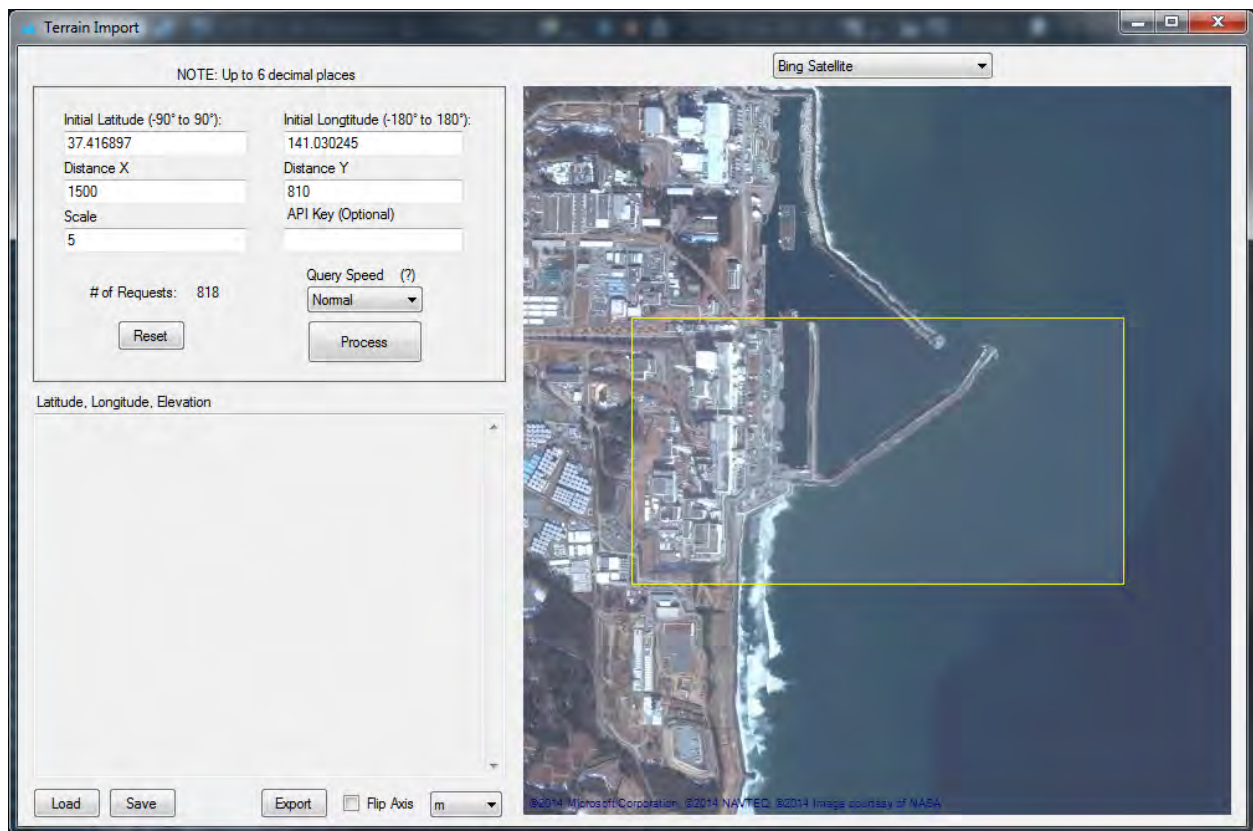 Terrain Import
NOTE: Up to 6 decimal places
Bing Satellite
Initial Latitude (-90° to 90°):
Initial Longtitude (-180° to 180°):
37.416897
141.030245
Distance X
Distance Y
1500
810
Scale
API Key (Optional)
5
Query Speed (?)
# of Requests: 818
Normal
Reset
Process
Latitude, Longitude, Elevation
Load
Save
Export
Flip Axis
m
©2014 Microsoft Corporation, ©2014 NAVTEQ, ©2014 Image courtesy of NASA